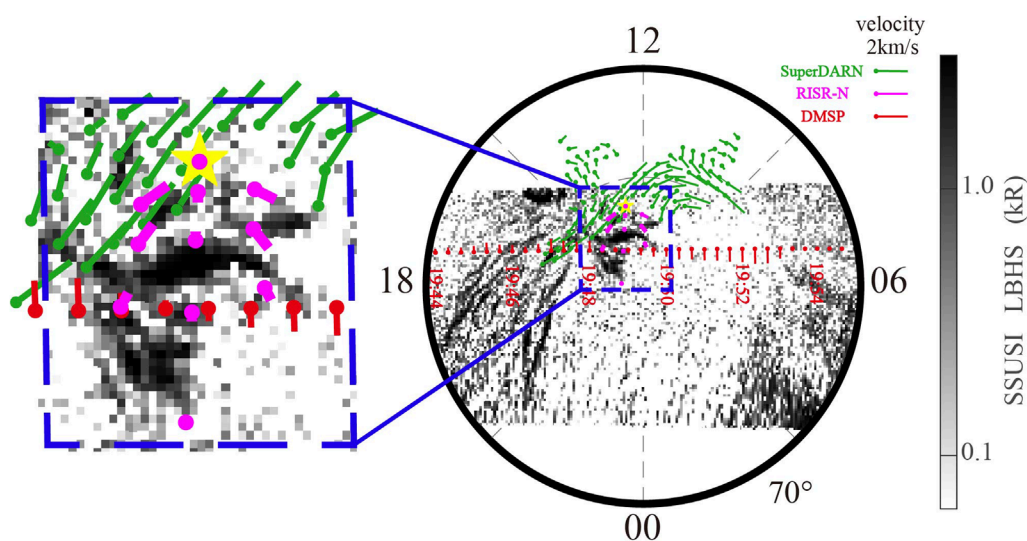 12
velocity
2km/s
SuperDARN
RISR-N
DMSP
1.0
18
06
19:44
19:46
19:48
19:50
19:52
19:54
SSUSI LBHS (kR)
0.1
70°
00